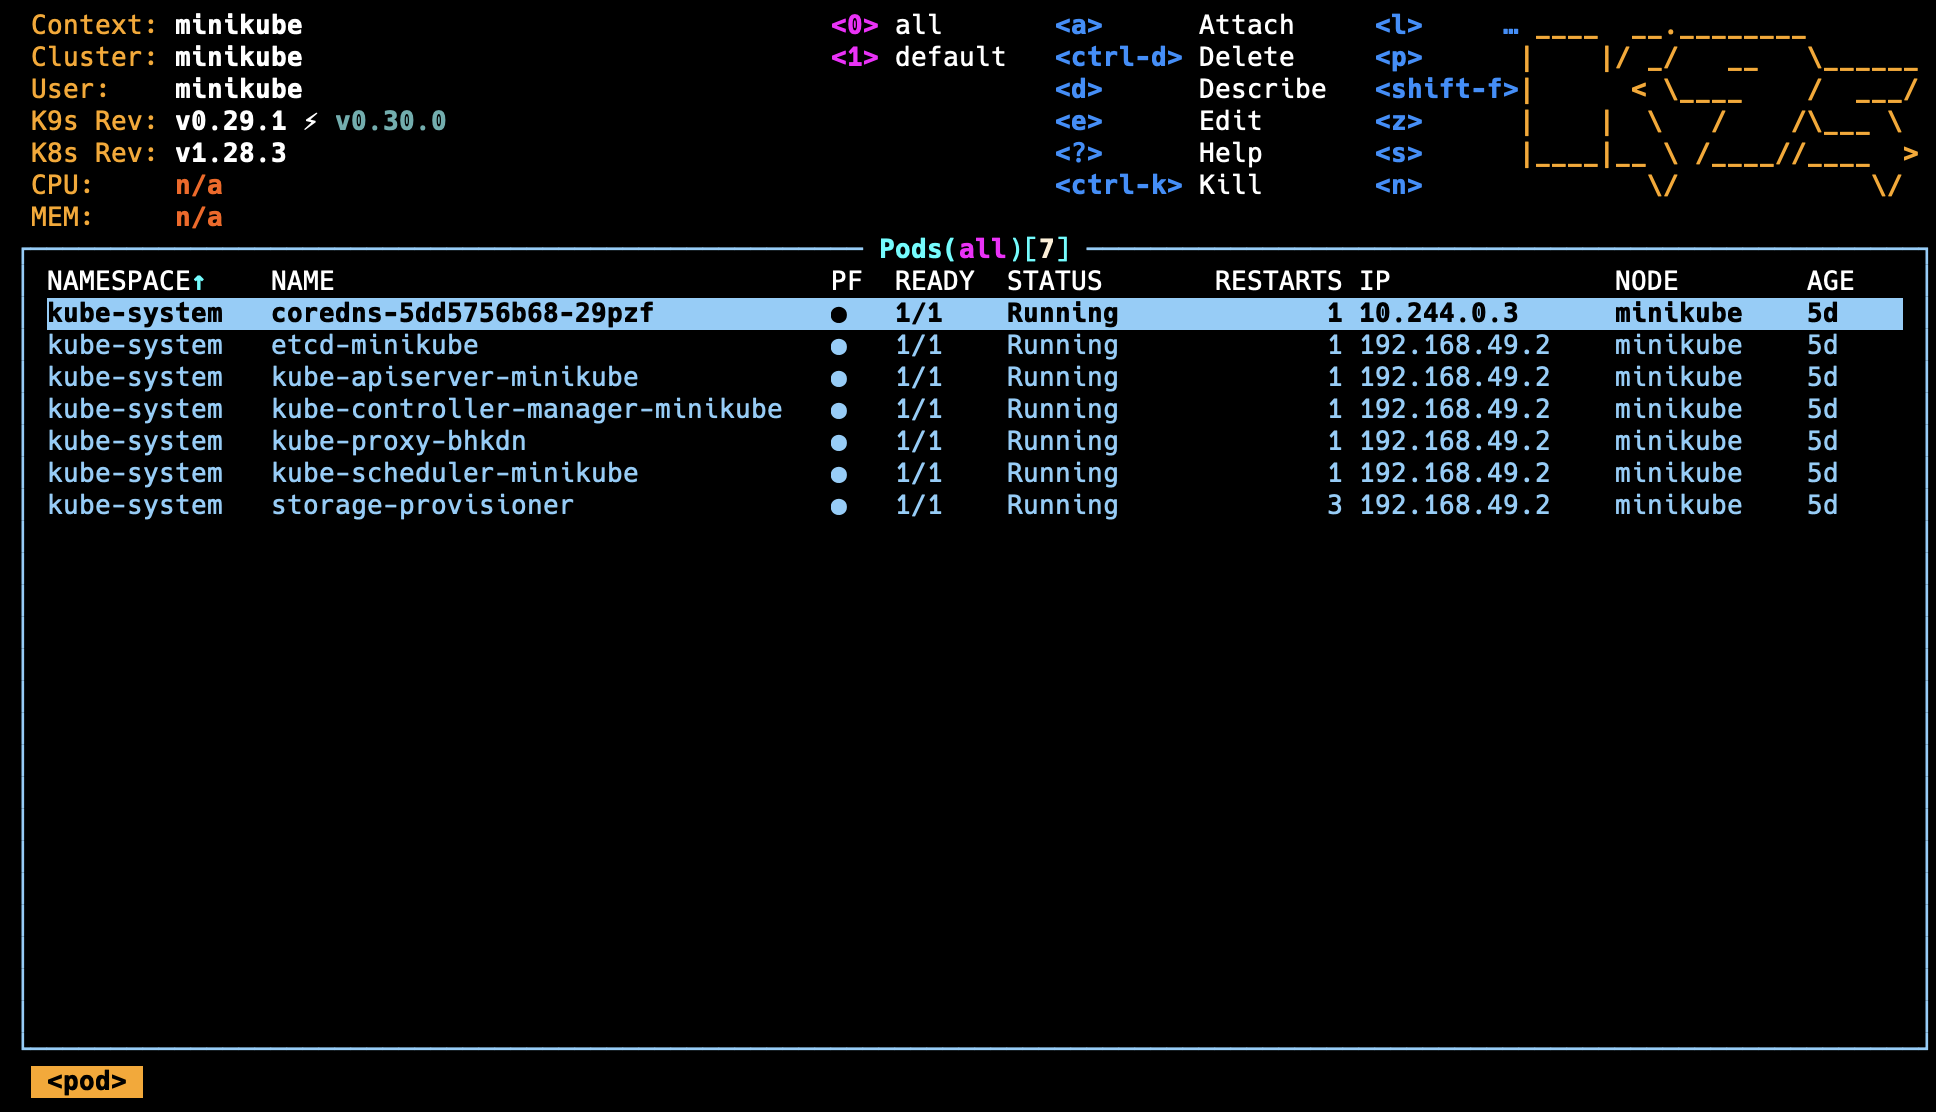 Context: minikube <0> all <a> Attach <l> …
Cluster: minikube <1> default <ctrl-d> Delete <p>
User: minikube <d> Describe <shift-f>
K9s Rev: v0.29.1 ⚡ v0.30.0 <e> Edit <z>
K8s Rev: v1.28.3 <?> Help <s>
CPU: n/a <ctrl-k> Kill <n>
MEM: n/a
Pods(all)[7]
NAMESPACE↑ NAME PF READY STATUS RESTARTS IP NODE AGE
kube-system coredns-5dd5756b68-29pzf ● 1/1 Running 1 10.244.0.3 minikube 5d
kube-system etcd-minikube ● 1/1 Running 1 192.168.49.2 minikube 5d
kube-system kube-apiserver-minikube ● 1/1 Running 1 192.168.49.2 minikube 5d
kube-system kube-controller-manager-minikube ● 1/1 Running 1 192.168.49.2 minikube 5d
kube-system kube-proxy-bhkdn ● 1/1 Running 1 192.168.49.2 minikube 5d
kube-system kube-scheduler-minikube ● 1/1 Running 1 192.168.49.2 minikube 5d
kube-system storage-provisioner ● 1/1 Running 3 192.168.49.2 minikube 5d
<pod>